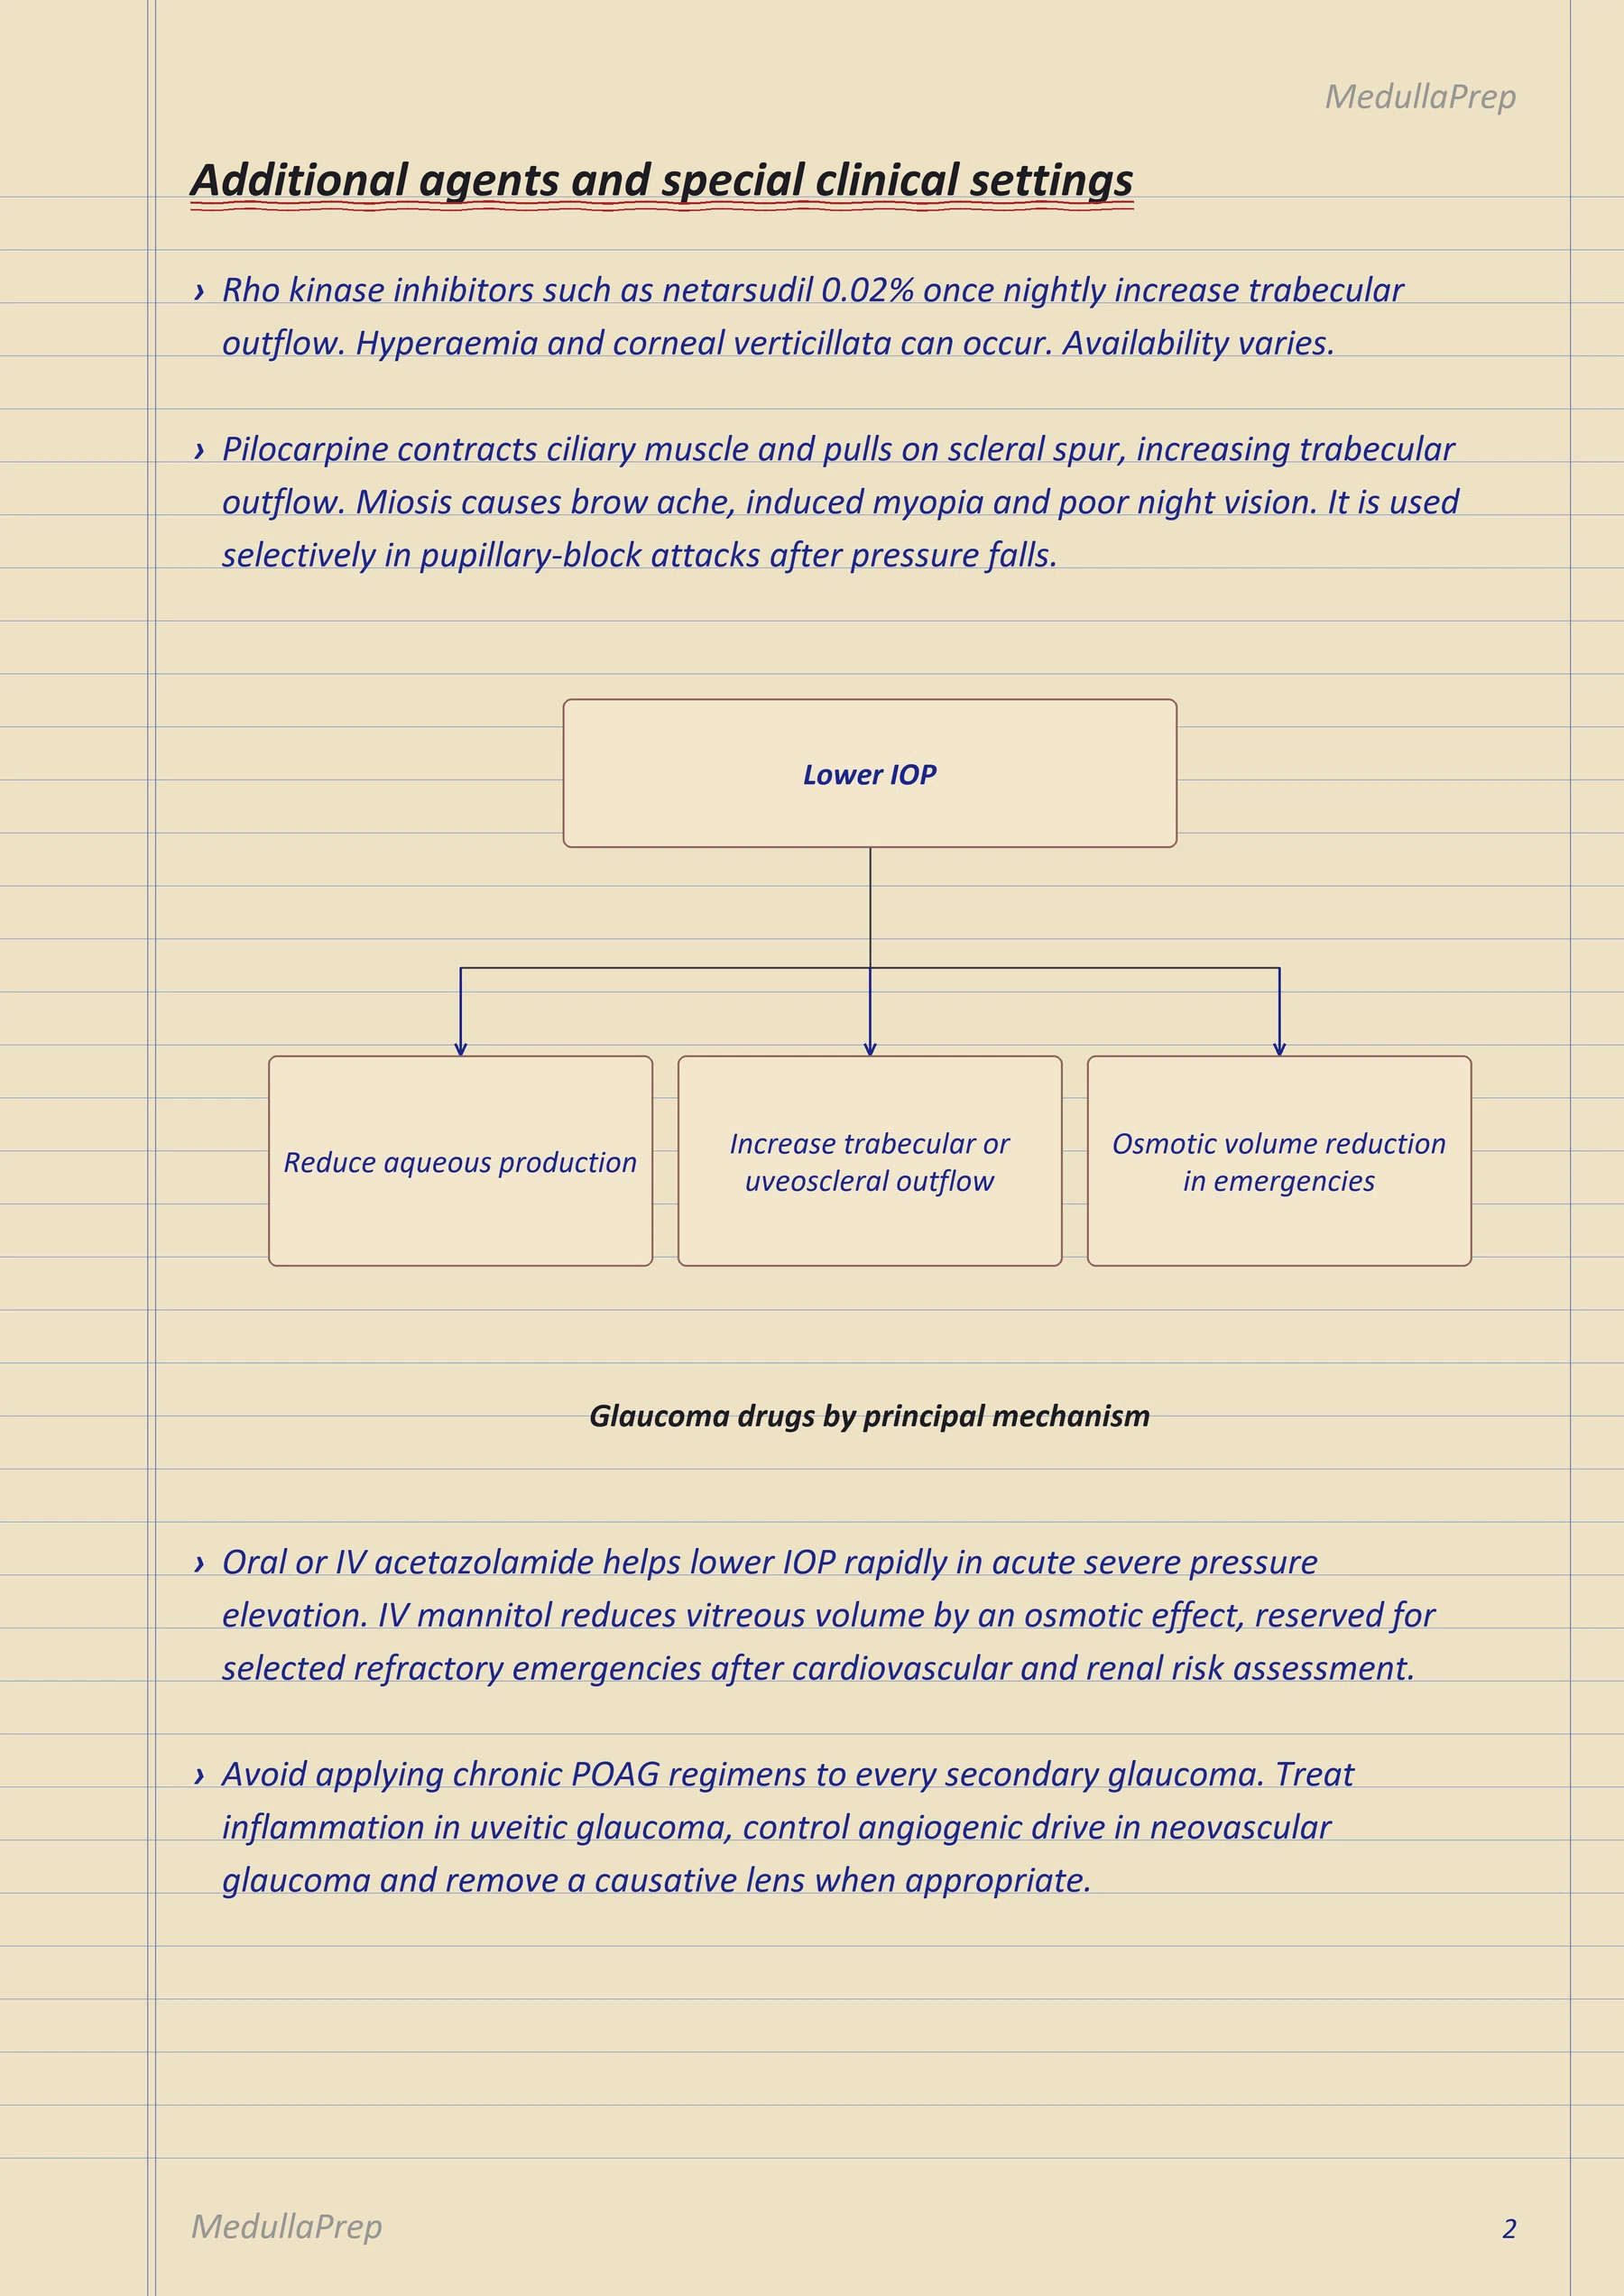 MedullaPrep
Additional agents and special clinical settings
› Rho kinase inhibitors such as netarsudil 0.02% once nightly increase trabecular
outflow. Hyperaemia and corneal verticillata can occur. Availability varies.
› Pilocarpine contracts ciliary muscle and pulls on scleral spur, increasing trabecular
outflow. Miosis causes brow ache, induced myopia and poor night vision. It is used
selectively in pupillary-block attacks after pressure falls.
Lower IOP
Reduce aqueous production
Increase trabecular or
uveoscleral outflow
Osmotic volume reduction
in emergencies
Glaucoma drugs by principal mechanism
› Oral or IV acetazolamide helps lower IOP rapidly in acute severe pressure
elevation. IV mannitol reduces vitreous volume by an osmotic effect, reserved for
selected refractory emergencies after cardiovascular and renal risk assessment.
› Avoid applying chronic POAG regimens to every secondary glaucoma. Treat
inflammation in uveitic glaucoma, control angiogenic drive in neovascular
glaucoma and remove a causative lens when appropriate.
MedullaPrep
2